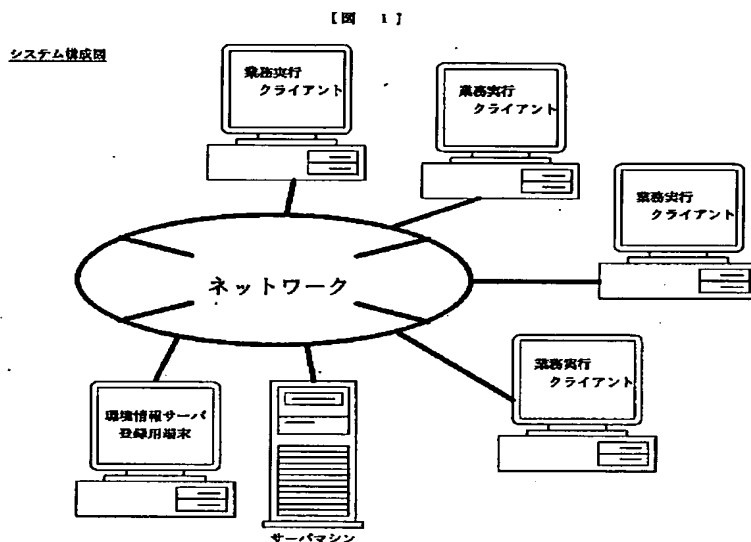 【図 1】
システム構成図
業務実行
クライアント
業務実行
クライアント
業務実行
クライアント
ネットワーク
業務実行
クライアント
環境情報サーバ
登録用端末
サーバマシン